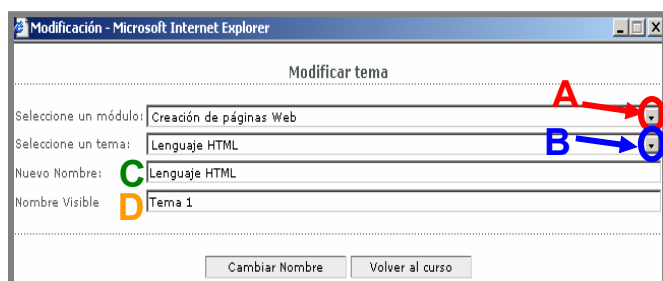 Modificación - Microsoft Internet Explorer
Modificar tema
A
Seleccione un módulo: Creación de páginas Web
Seleccione un tema: Lenguaje HTML
B
Nuevo Nombre: C Lenguaje HTML
Nombre Visible D Tema 1
Cambiar Nombre Volver al curso